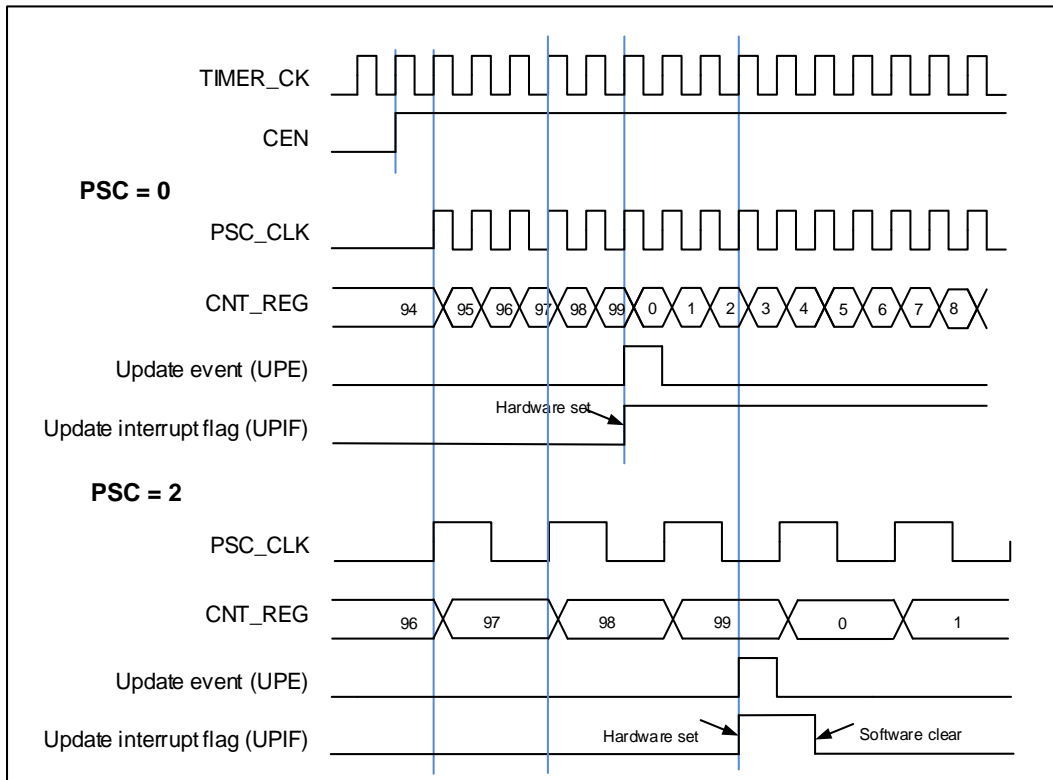 TIMER_CK
CEN
PSC = 0
PSC_CLK
CNT_REG 94 95 96 97 98 99 0 1 2 3 4 5 6 7 8
Update event (UPE)
Hardware set
Update interrupt flag (UPIF)
PSC = 2
PSC_CLK
CNT_REG 96 97 98 99 0 1
Update event (UPE)
Update interrupt flag (UPIF) Hardware set Software clear